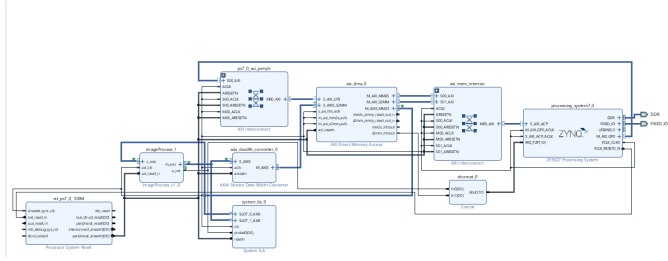 ps7_0_axi_periph
S00_AXI
ACLK
ARESETN
S00_ACLK
S00_ARESETN
M00_ACLK
M00_ARESETN
M00_AXI
AXI Interconnect
axi_dma_0
S_AXI_LITE
S_AXIS_S2MM
s_axi_lite_aclk
m_axi_mm2s_aclk
m_axi_s2mm_aclk
axi_resetn
M_AXI_MM2S
M_AXI_S2MM
M_AXIS_MM2S
mm2s_prmry_reset_out_n
s2mm_prmry_reset_out_n
mm2s_introut
s2mm_introut
AXI Direct Memory Access
axi_mem_intercon
S00_AXI
S01_AXI
ACLK
ARESETN
S00_ACLK
S00_ARESETN
M00_ACLK
M00_ARESETN
S01_ACLK
S01_ARESETN
M00_AXI
AXI Interconnect
processing_system7_0
S_AXI_ACP
M_AXI_GP0_ACLK
S_AXI_ACP_ACLK
IRQ_F2P[1:0]
ZYNQ
DDR
FIXED_IO
USBIND_0
M_AXI_GP0
FCLK_CLK0
FCLK_RESET0_N
ZYNQ7 Processing System
DDR
FIXED_IO
imageProcess_1
s_axis
axi_clk
axi_reset_n
m_axis
o_intr
imageProcess_v1_0
axis_dwidth_converter_0
S_AXIS
aclk
aresetn
M_AXIS
AXI4-Stream Data Width Converter
xlconcat_0
In0[0:0]
In1[0:0]
dout[1:0]
Concat
rst_ps7_0_100M
slowest_sync_clk
ext_reset_in
aux_reset_in
mb_debug_sys_rst
dcm_locked
mb_reset
bus_struct_reset[0:0]
peripheral_reset[0:0]
interconnect_aresetn[0:0]
peripheral_aresetn[0:0]
Processor System Reset
system_ila_0
SLOT_0_AXIS
SLOT_1_AXIS
clk
probe0[0:0]
resetn
System ILA